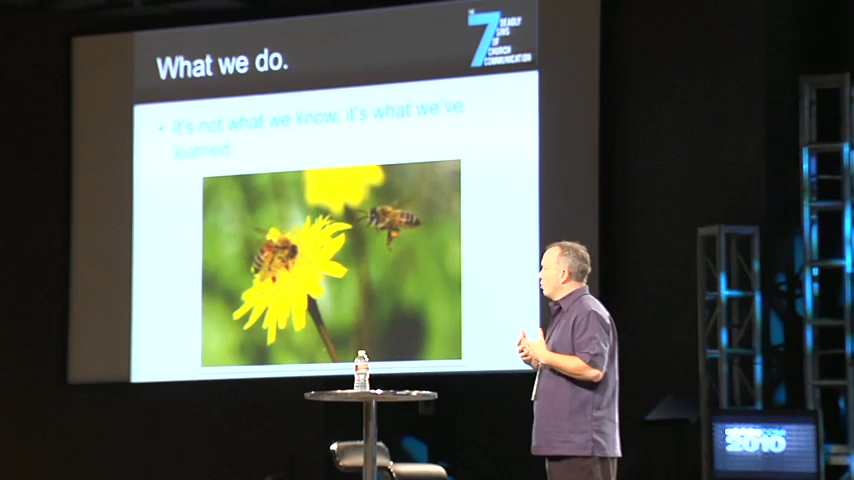 THE
7 DEADLY
SINS
OF
CHURCH
COMMUNICATION
What we do.
• It's not what we know, it's what we've
learned
2010